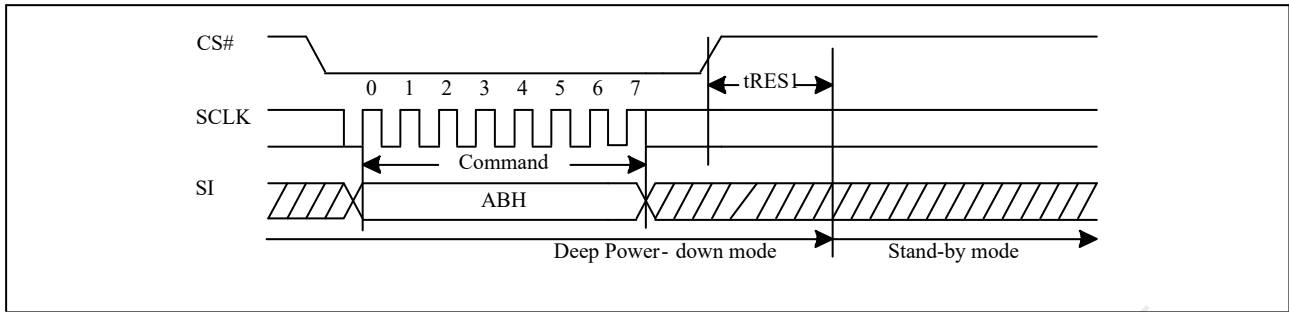 CS#
tRES1
0 1 2 3 4 5 6 7
SCLK
Command
SI
ABH
Deep Power- down mode
Stand-by mode